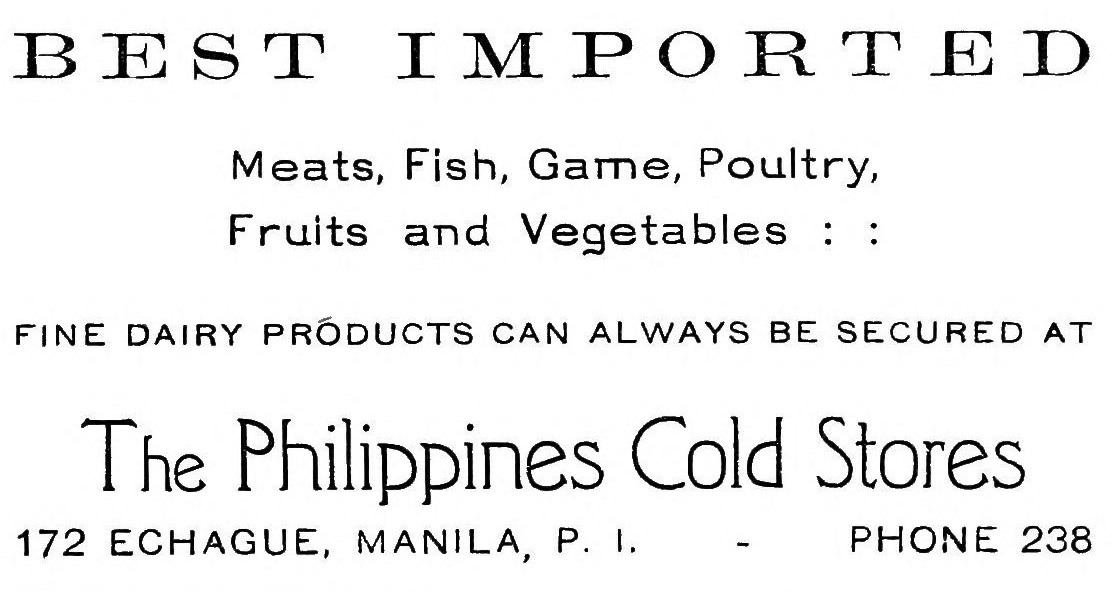 BEST IMPORTED
Meats, Fish, Game, Poultry,
Fruits and Vegetables : :
FINE DAIRY PRÓDUCTS CAN ALWAYS BE SECURED AT
The Philippines Cold Stores
172 ECHAGUE, MANILA, P. I. - PHONE 238